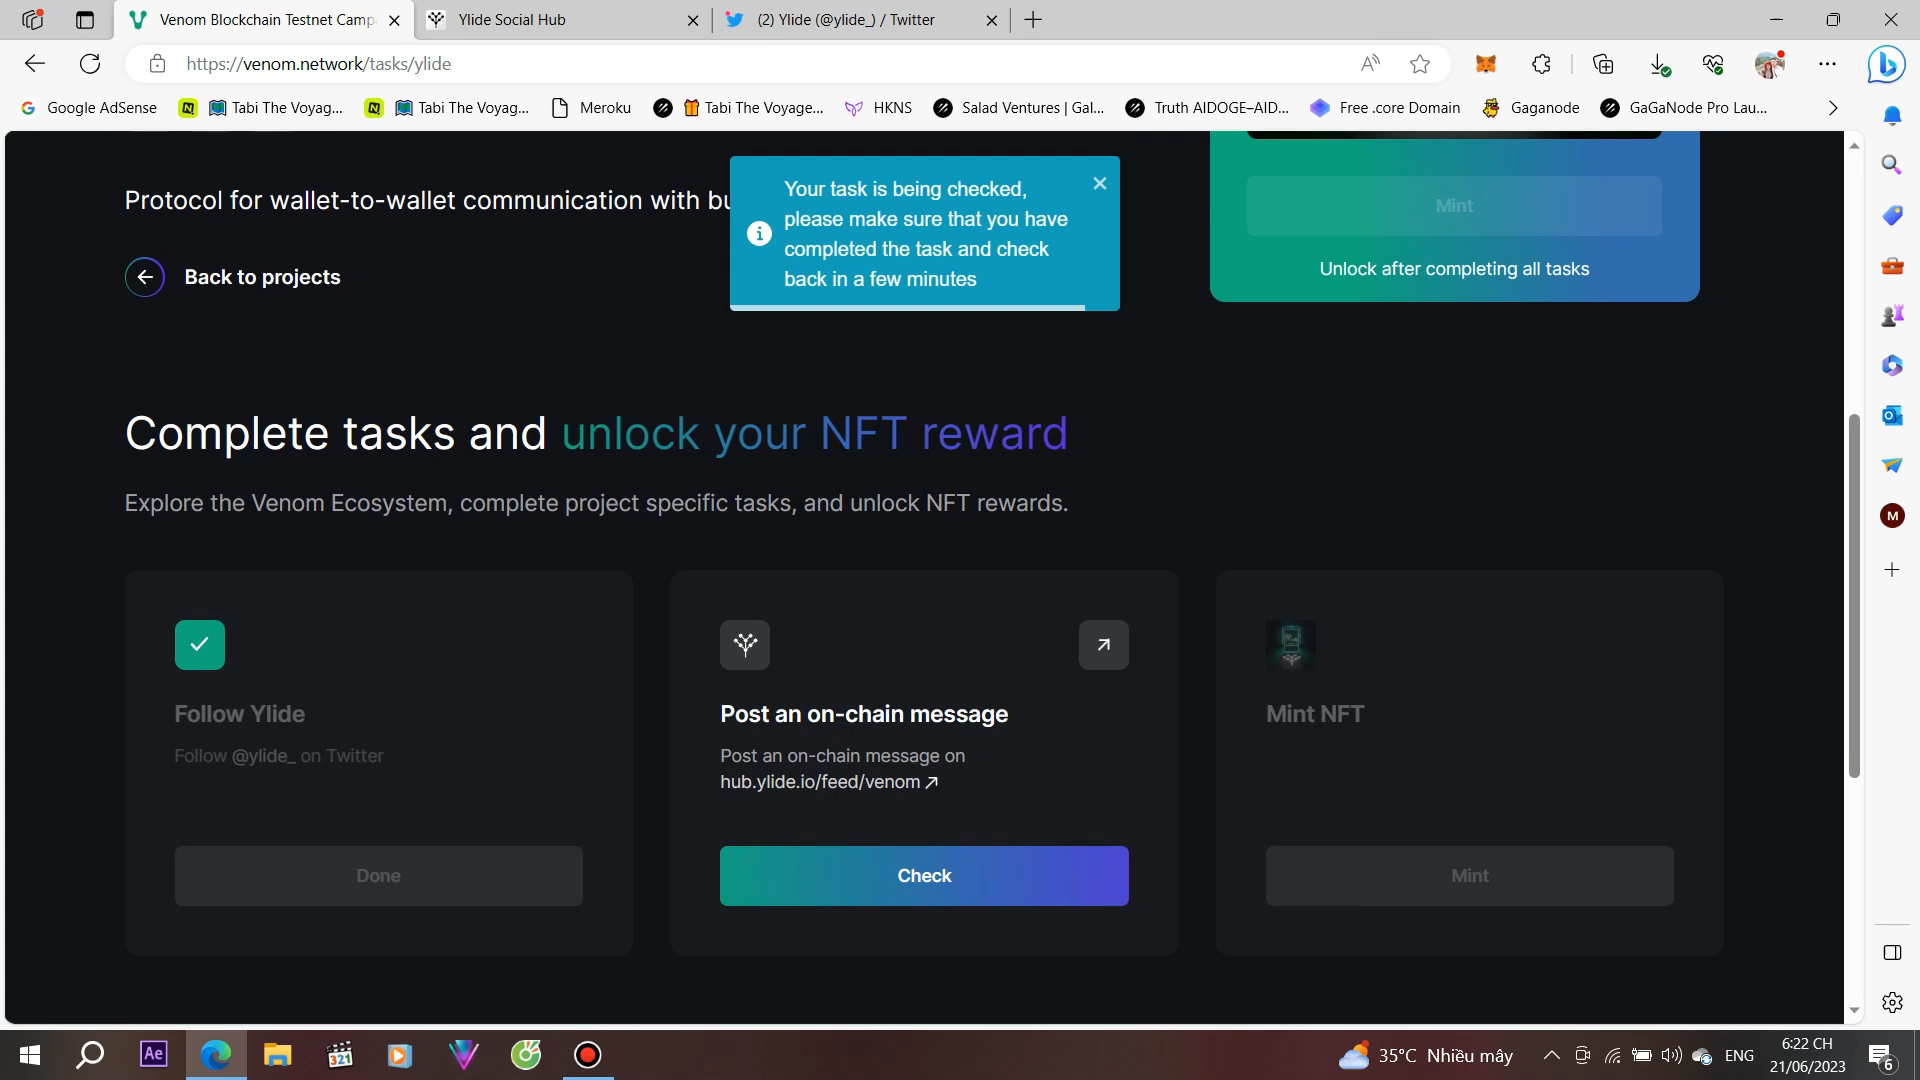 Venom Blockchain Testnet Camp
Ylide Social Hub
(2) Ylide (@ylide_) / Twitter
https://venom.network/tasks/ylide
Google AdSense
Tabi The Voyag...
Tabi The Voyag...
Meroku
Tabi The Voyage...
HKNS
Salad Ventures | Gal...
Truth AIDOGE–AID...
Free .core Domain
Gaganode
GaGaNode Pro Lau...
Protocol for wallet-to-wallet communication with bu
Your task is being checked,
please make sure that you have
completed the task and check
back in a few minutes
Mint
Unlock after completing all tasks
Back to projects
Complete tasks and unlock your NFT reward
Explore the Venom Ecosystem, complete project specific tasks, and unlock NFT rewards.
Follow Ylide
Follow @ylide_ on Twitter
Done
Post an on-chain message
Post an on-chain message on
hub.ylide.io/feed/venom ↗
Check
Mint NFT
Mint
M
Ae
321
35°C Nhiều mây
ENG
6:22 CH
21/06/2023
6